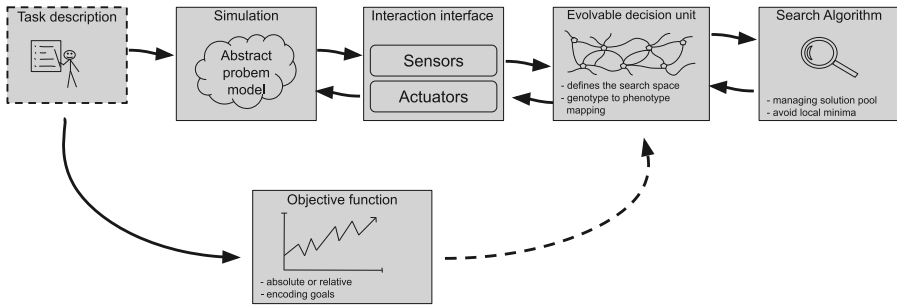 Task description
Simulation
Abstract
probem
model
Interaction interface
Sensors
Actuators
Evolvable decision unit
- defines the search space
- genotype to phenotype
mapping
Search Algorithm
- managing solution pool
- avoid local minima
Objective function
- absolute or relative
- encoding goals